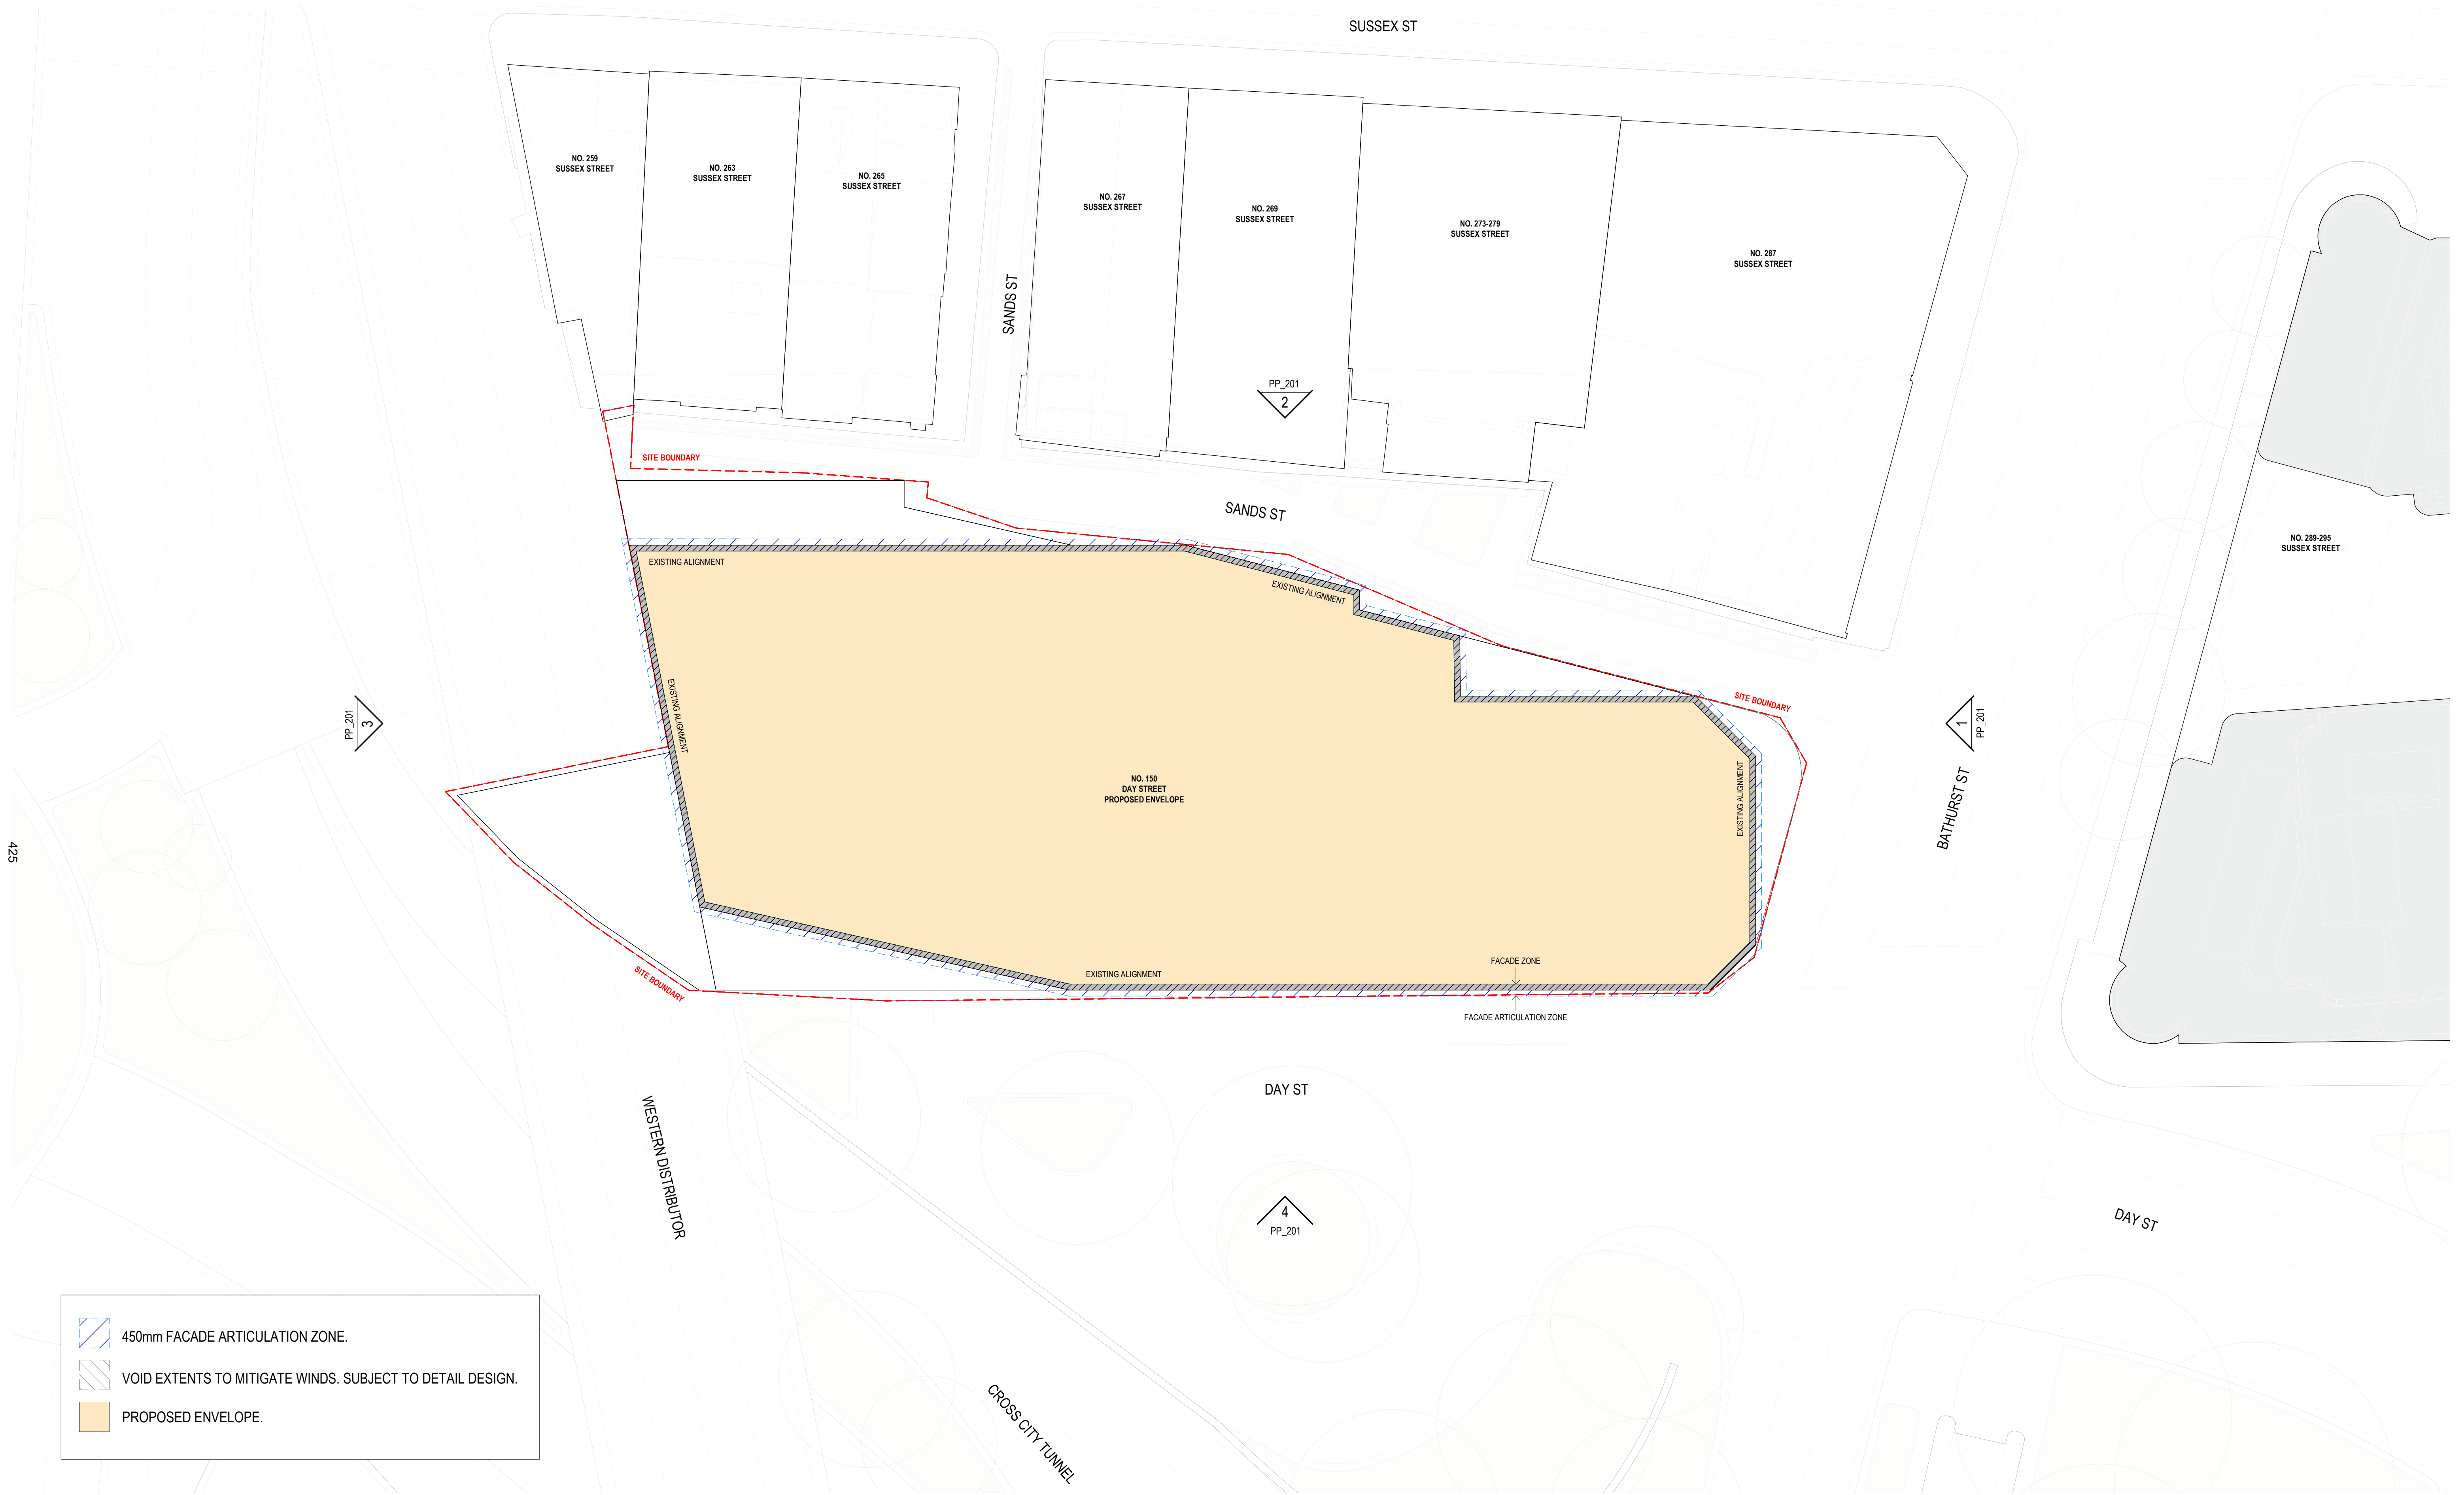 SUSSEX ST
NO. 259
SUSSEX STREET
NO. 263
SUSSEX STREET
NO. 265
SUSSEX STREET
NO. 267
SUSSEX STREET
NO. 269
SUSSEX STREET
NO. 273-279
SUSSEX STREET
NO. 287
SUSSEX STREET
SANDS ST
PP_201
2
SITE BOUNDARY
SANDS ST
NO. 289-295
SUSSEX STREET
EXISTING ALIGNMENT
EXISTING ALIGNMENT
EXISTING ALIGNMENT
SITE BOUNDARY
PP_201
3
1
PP_201
NO. 150
DAY STREET
PROPOSED ENVELOPE
EXISTING ALIGNMENT
BATHURST ST
425
FACADE ZONE
EXISTING ALIGNMENT
SITE BOUNDARY
FACADE ARTICULATION ZONE
DAY ST
WESTERN DISTRIBUTOR
4
PP_201
DAY ST
450mm FACADE ARTICULATION ZONE.
VOID EXTENTS TO MITIGATE WINDS. SUBJECT TO DETAIL DESIGN.
PROPOSED ENVELOPE.
CROSS CITY TUNNEL